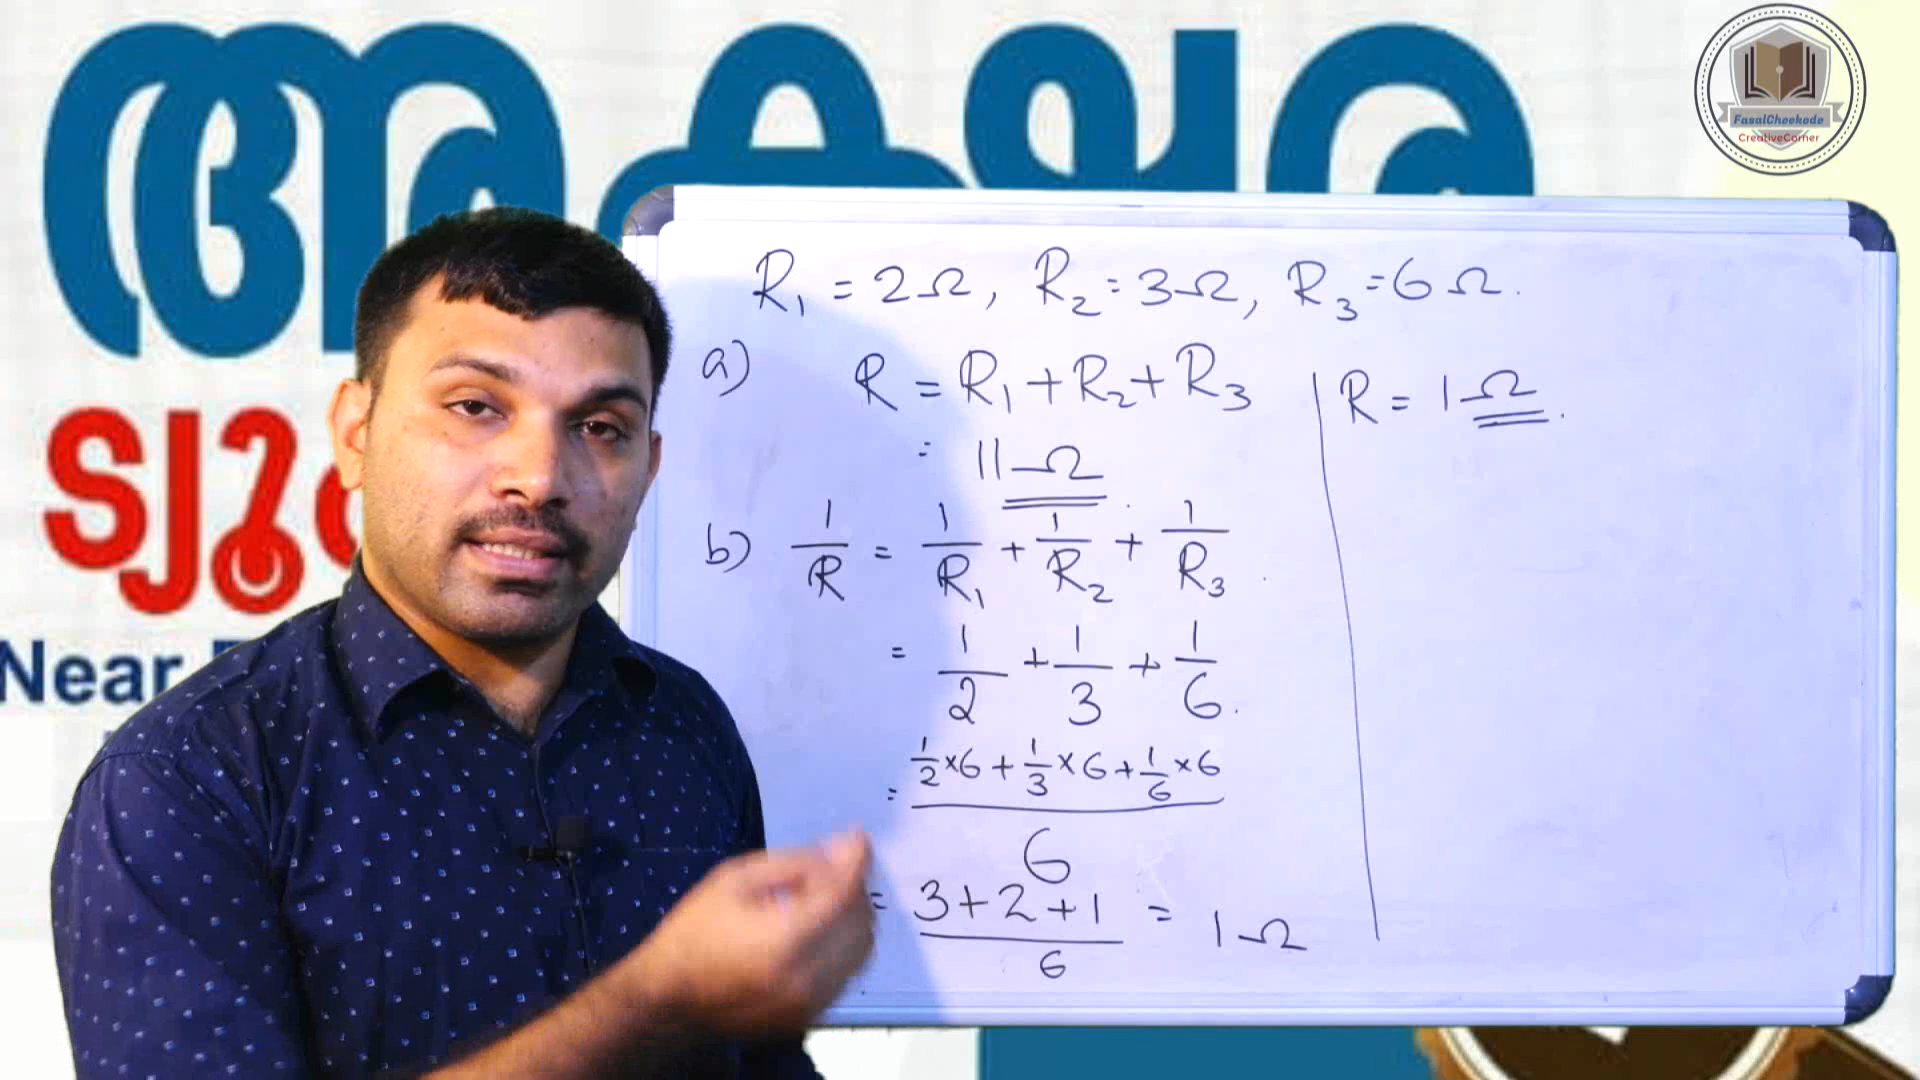 അക്ഷര
FasalCheekode
CreativeCorner
Near
R₁ = 2Ω, R₂ = 3Ω, R₃ = 6Ω.
a) R = R₁ + R₂ + R₃
= 11Ω
b) 1/R = 1/R₁ + 1/R₂ + 1/R₃
= 1/2 + 1/3 + 1/6.
= (1/2 × 6 + 1/3 × 6 + 1/6 × 6) / 6
= (3 + 2 + 1) / 6 = 1Ω
R = 1Ω.